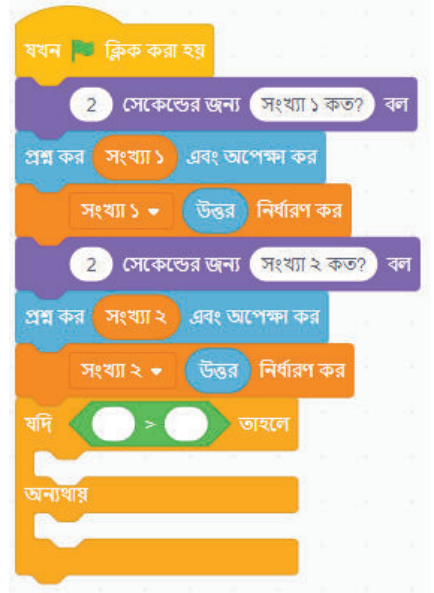 যখন ক্লিক করা হয়
2 সেকেন্ডের জন্য সংখ্যা ১ কত? বল
প্রশ্ন কর সংখ্যা ১ এবং অপেক্ষা কর
সংখ্যা ১ উত্তর নির্ধারণ কর
2 সেকেন্ডের জন্য সংখ্যা ২ কত? বল
প্রশ্ন কর সংখ্যা ২ এবং অপেক্ষা কর
সংখ্যা ২ উত্তর নির্ধারণ কর
যদি > তাহলে
অন্যথায়